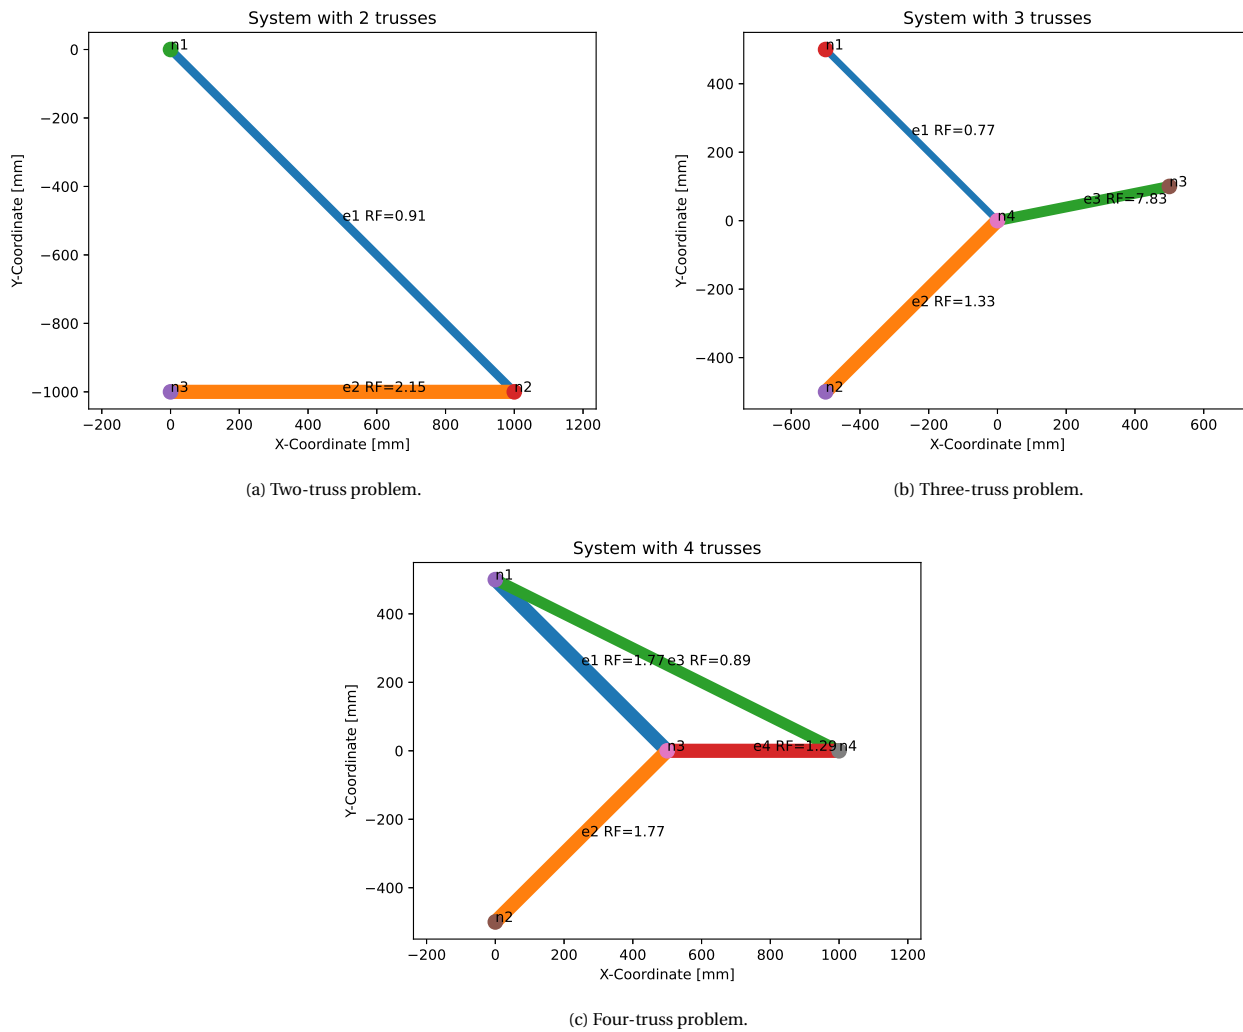 System with 2 trusses
n1
0
−200
−400
−600
−800
−1000
Y-Coordinate [mm]
e1 RF=0.91
n3
e2 RF=2.15
n2
−200 0 200 400 600 800 1000 1200
X-Coordinate [mm]
(a) Two-truss problem.
System with 3 trusses
n1
400
200
0
−200
−400
Y-Coordinate [mm]
e1 RF=0.77
n3
e3 RF=7.83
n4
e2 RF=1.33
n2
−600 −400 −200 0 200 400 600
X-Coordinate [mm]
(b) Three-truss problem.
System with 4 trusses
n1
400
200
0
−200
−400
Y-Coordinate [mm]
e1 RF=1.77
e3 RF=0.89
n3
e4 RF=1.29
n4
e2 RF=1.77
n2
−200 0 200 400 600 800 1000 1200
X-Coordinate [mm]
(c) Four-truss problem.